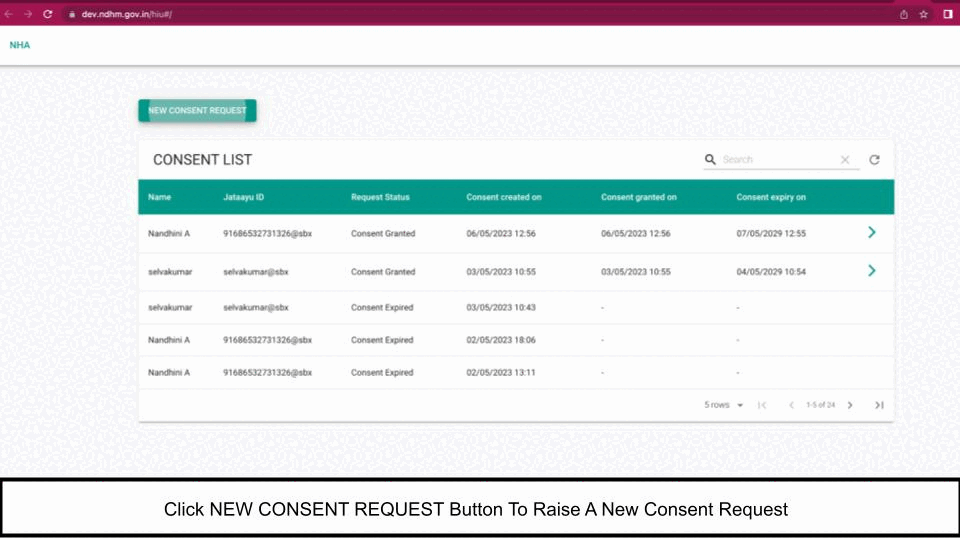 dev.ndhm.gov.in/hiu#/
NHA
NEW CONSENT REQUEST
CONSENT LIST
Search
Name Jataayu ID Request Status Consent created on Consent granted on Consent expiry on
Nandhini A 91686532731326@sbx Consent Granted 06/05/2023 12:56 06/05/2023 12:56 07/05/2029 12:55
selvakumar selvakumar@sbx Consent Granted 03/05/2023 10:55 03/05/2023 10:55 04/05/2029 10:54
selvakumar selvakumar@sbx Consent Expired 03/05/2023 10:43 - -
Nandhini A 91686532731326@sbx Consent Expired 02/05/2023 18:06 - -
Nandhini A 91686532731326@sbx Consent Expired 02/05/2023 13:11 - -
5 rows 1-5 of 24
Click NEW CONSENT REQUEST Button To Raise A New Consent Request